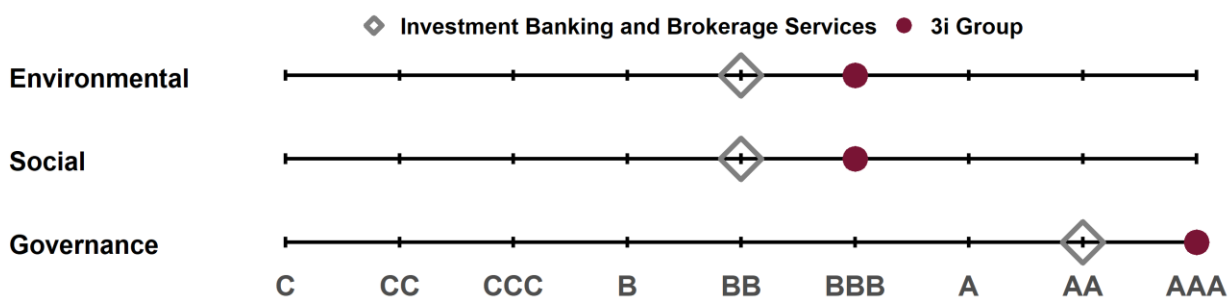 Investment Banking and Brokerage Services 3i Group
Environmental
Social
Governance
C CC CCC B BB BBB A AA AAA